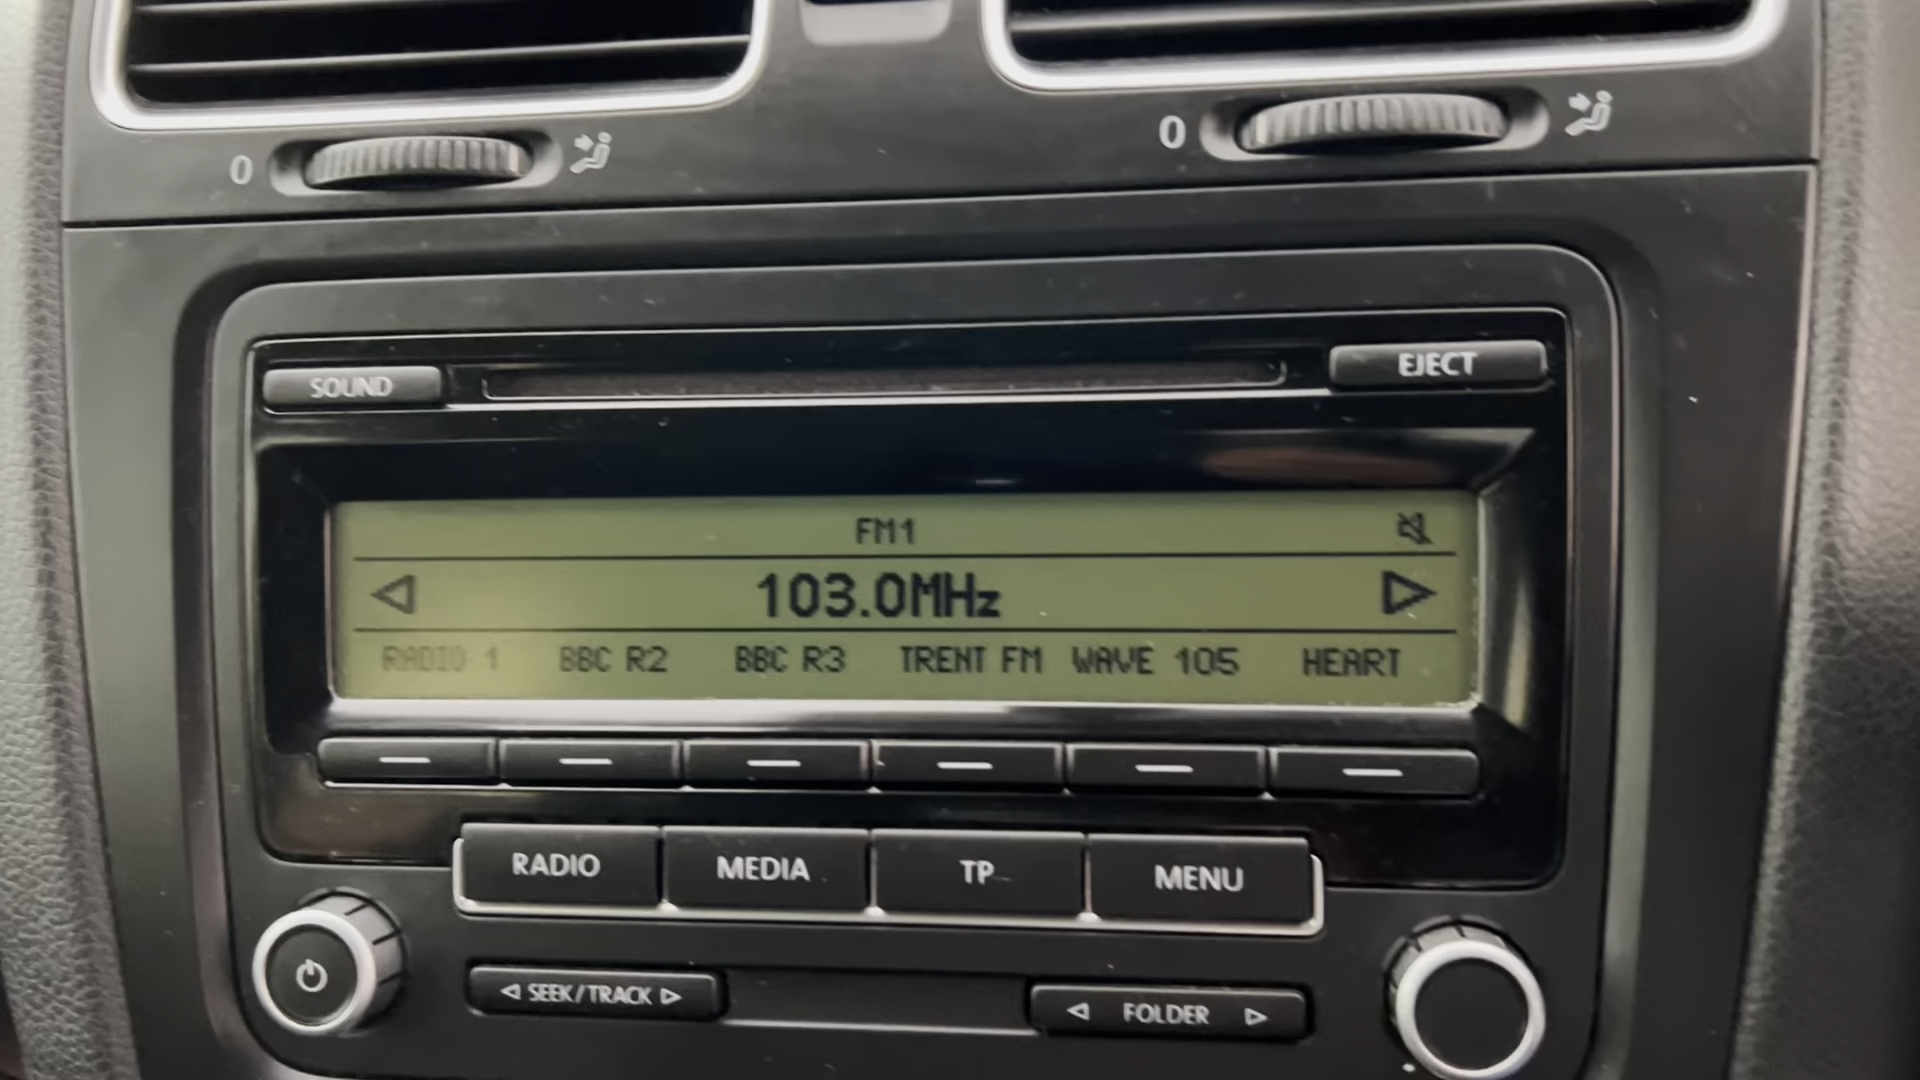 0 0
SOUND EJECT
FM1
103.0MHz
RADIO 1 BBC R2 BBC R3 TRENT FM WAVE 105 HEART
RADIO MEDIA TP MENU
SEEK/TRACK FOLDER